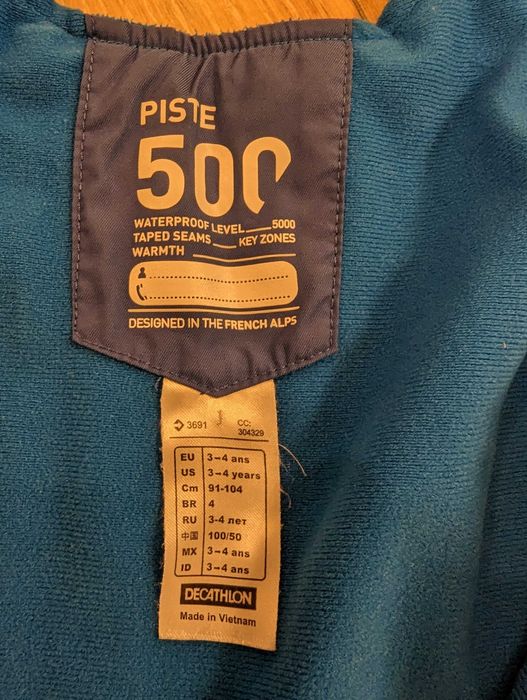 PISTE
500
WATERPROOF LEVEL 5000
TAPED SEAMS KEY ZONES
WARMTH
DESIGNED IN THE FRENCH ALPS
3691 CC:
304329
EU 3-4 ans
US 3-4 years
Cm 91-104
BR 4
RU 3-4 лет
中国 100/50
MX 3-4 ans
ID 3-4 ans
DECATHLON
Made in Vietnam